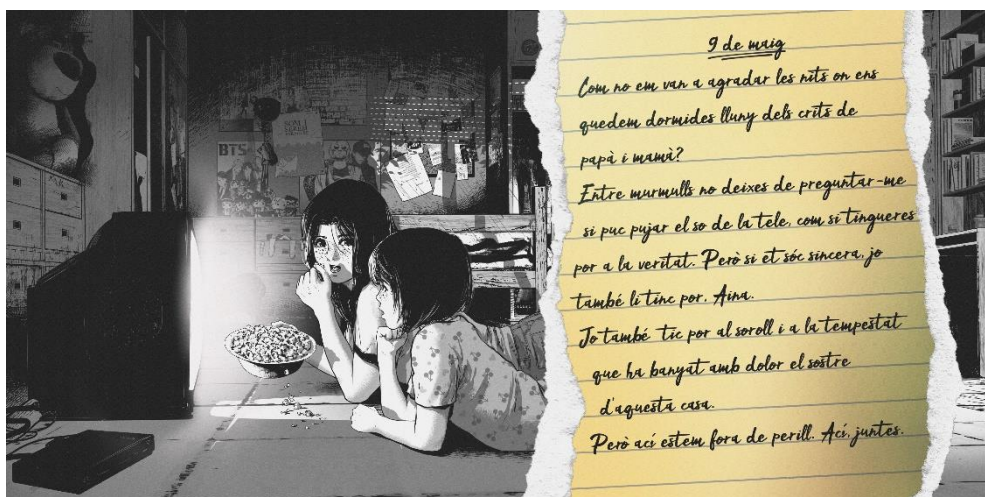 BTS
9 de maig
Com no em van a agradar les nits on ens
quedem dormides lluny dels crits de
papà i mamà?
Entre murmulls no deixes de preguntar-me
si puc pujar el so de la tele, com si tingueres
por a la veritat. Però si et sóc sincera, jo
també li tinc por, Aina.
Jo també tic por al soroll i a la tempestat
que ha banyat amb dolor el sostre
d'aquesta casa.
Però ací estem fora de perill. Ací, juntes.